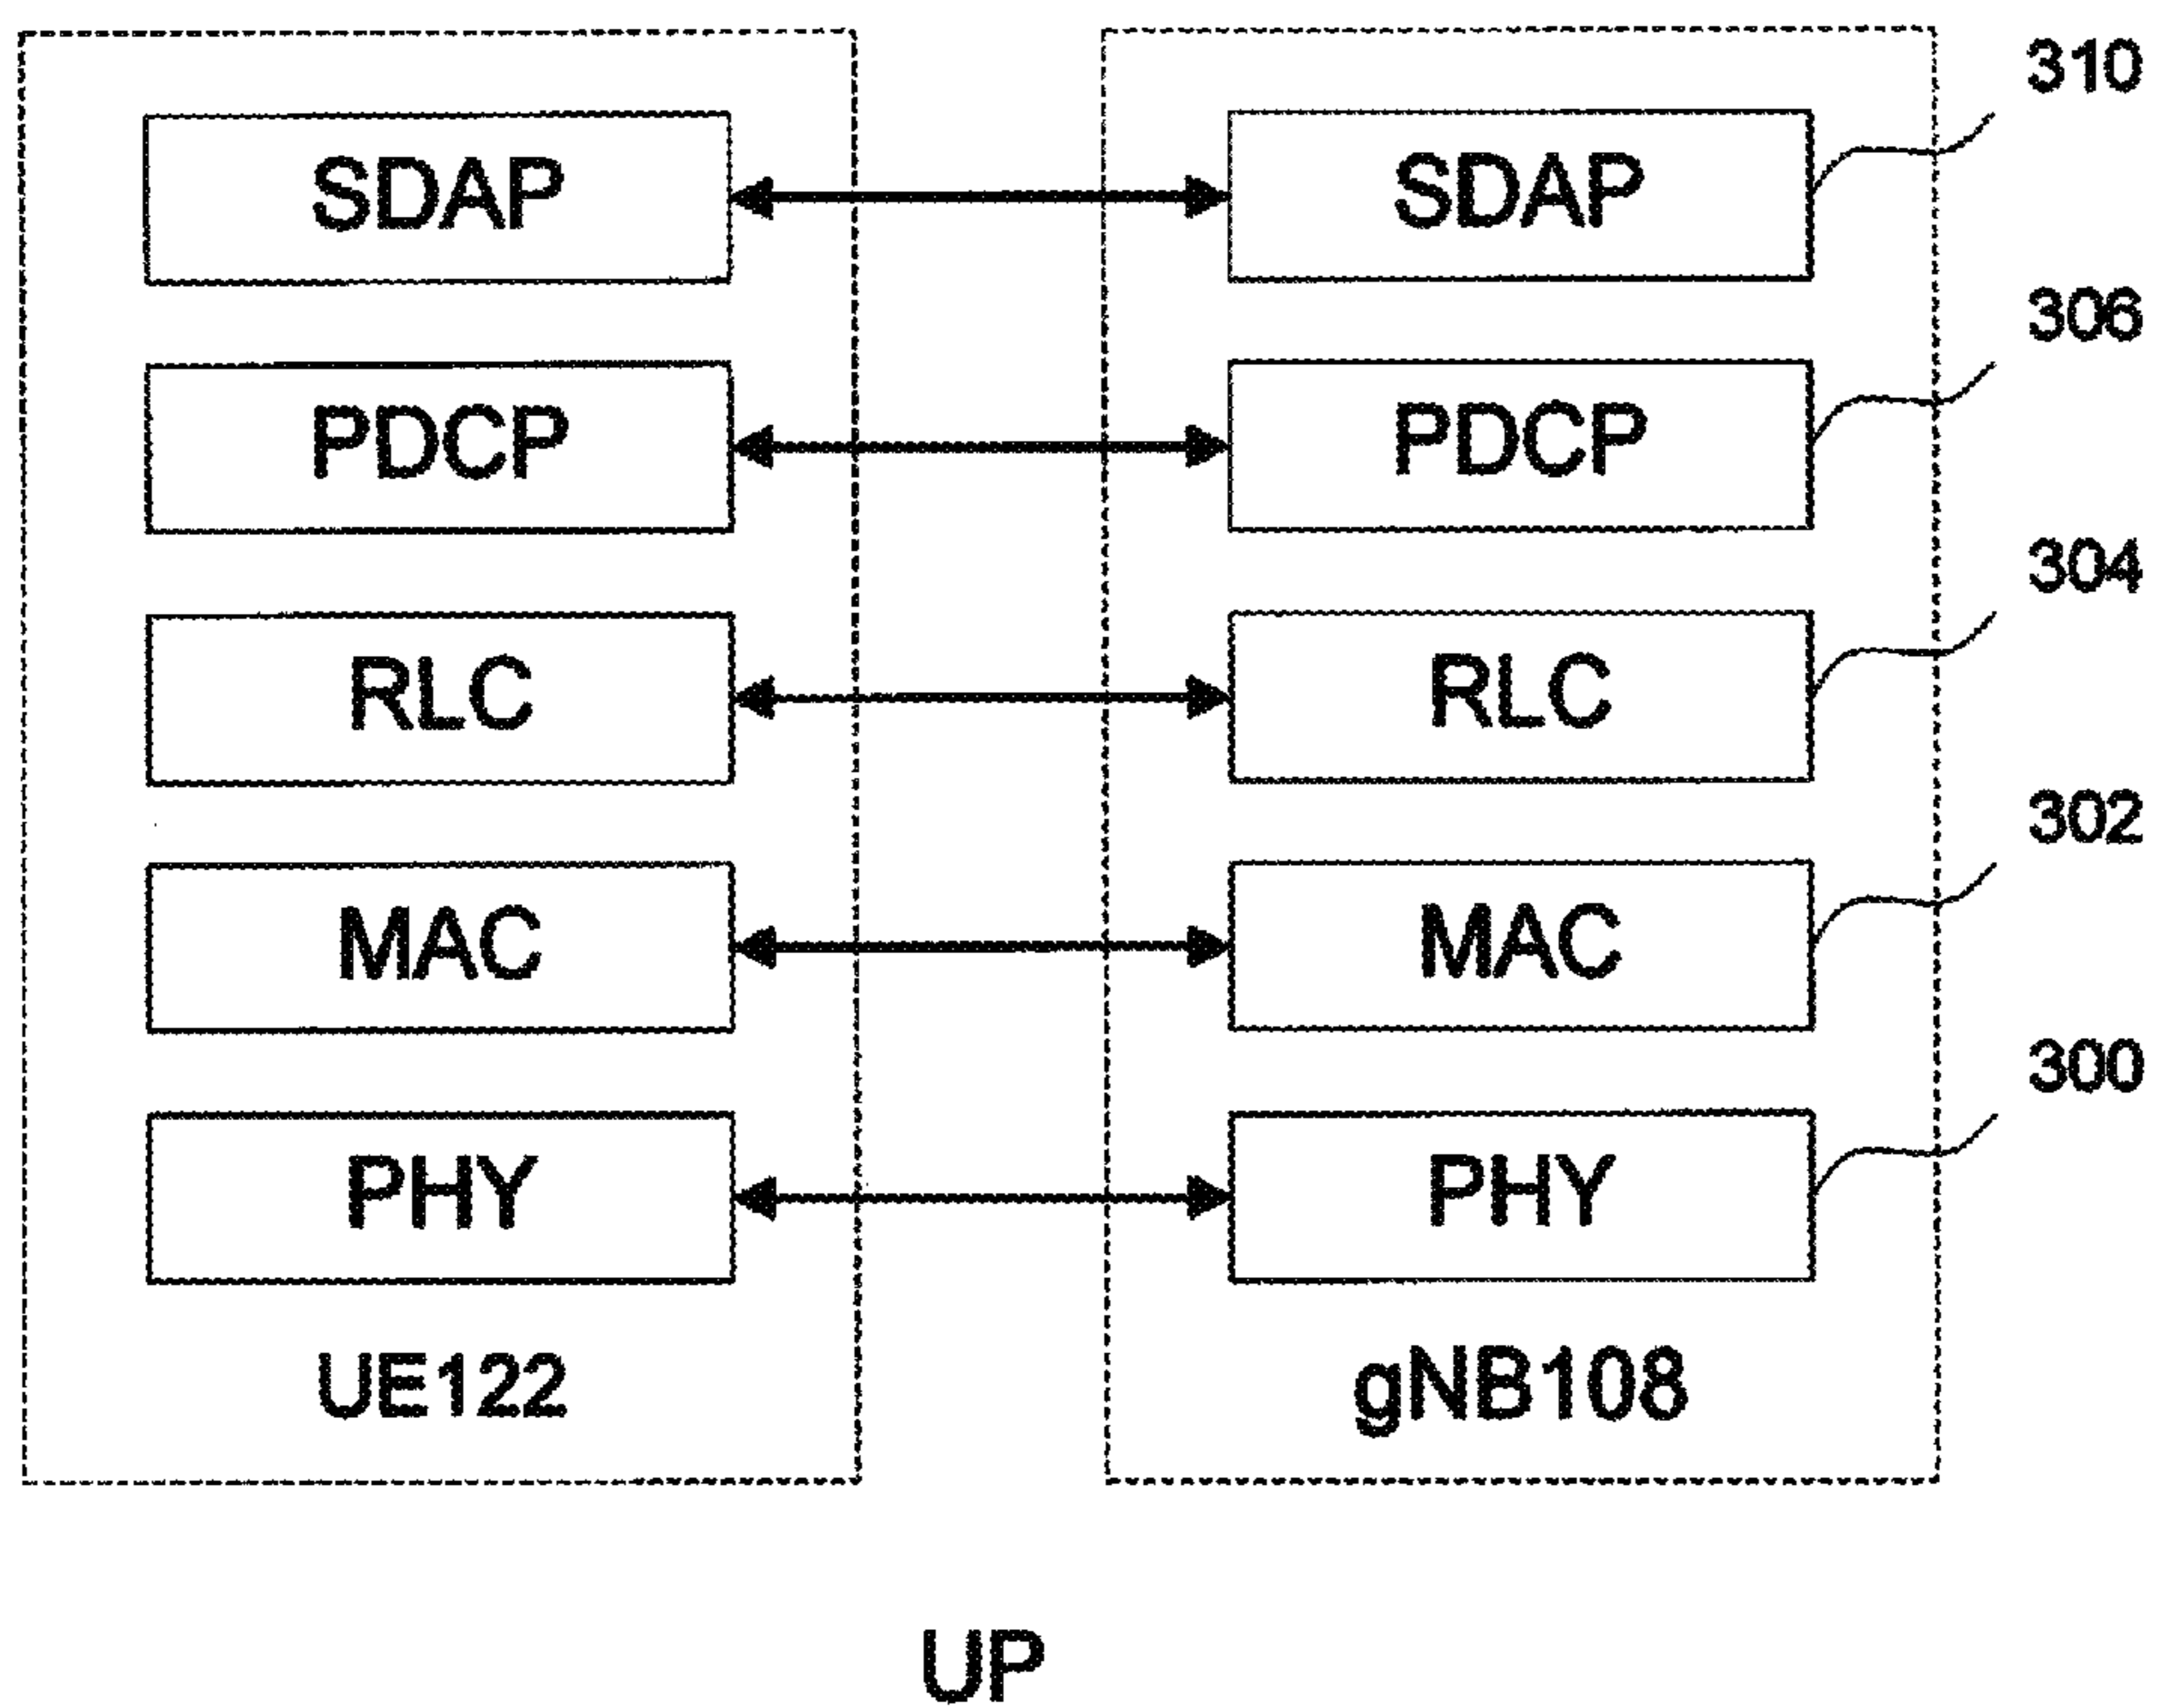 310
SDAP SDAP
306
PDCP PDCP
304
RLC RLC
302
MAC MAC
300
PHY PHY
UE122 gNB108
UP